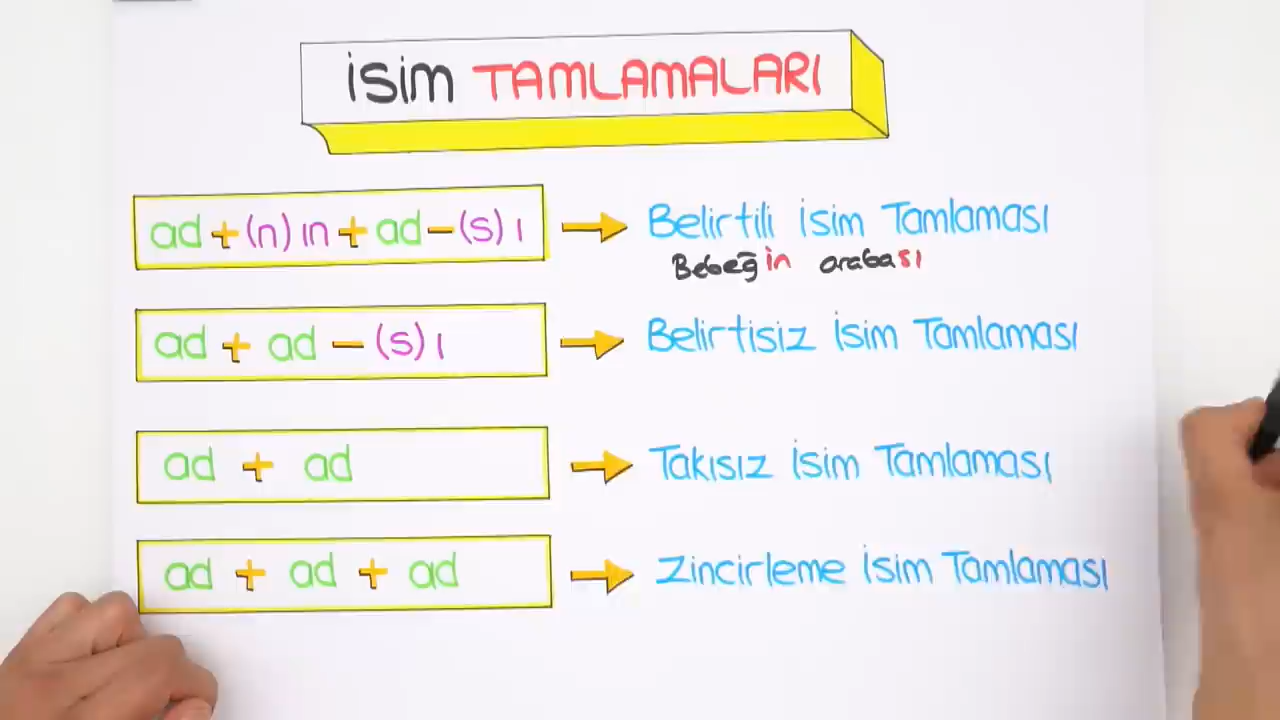 İSİM TAMLAMALARI
ad + (n) ın + ad - (s) ı → Belirtili İsim Tamlaması
Bebeğin arabası
ad + ad - (s) ı → Belirtisiz İsim Tamlaması
ad + ad → Takısız İsim Tamlaması
ad + ad + ad → Zincirleme İsim Tamlaması